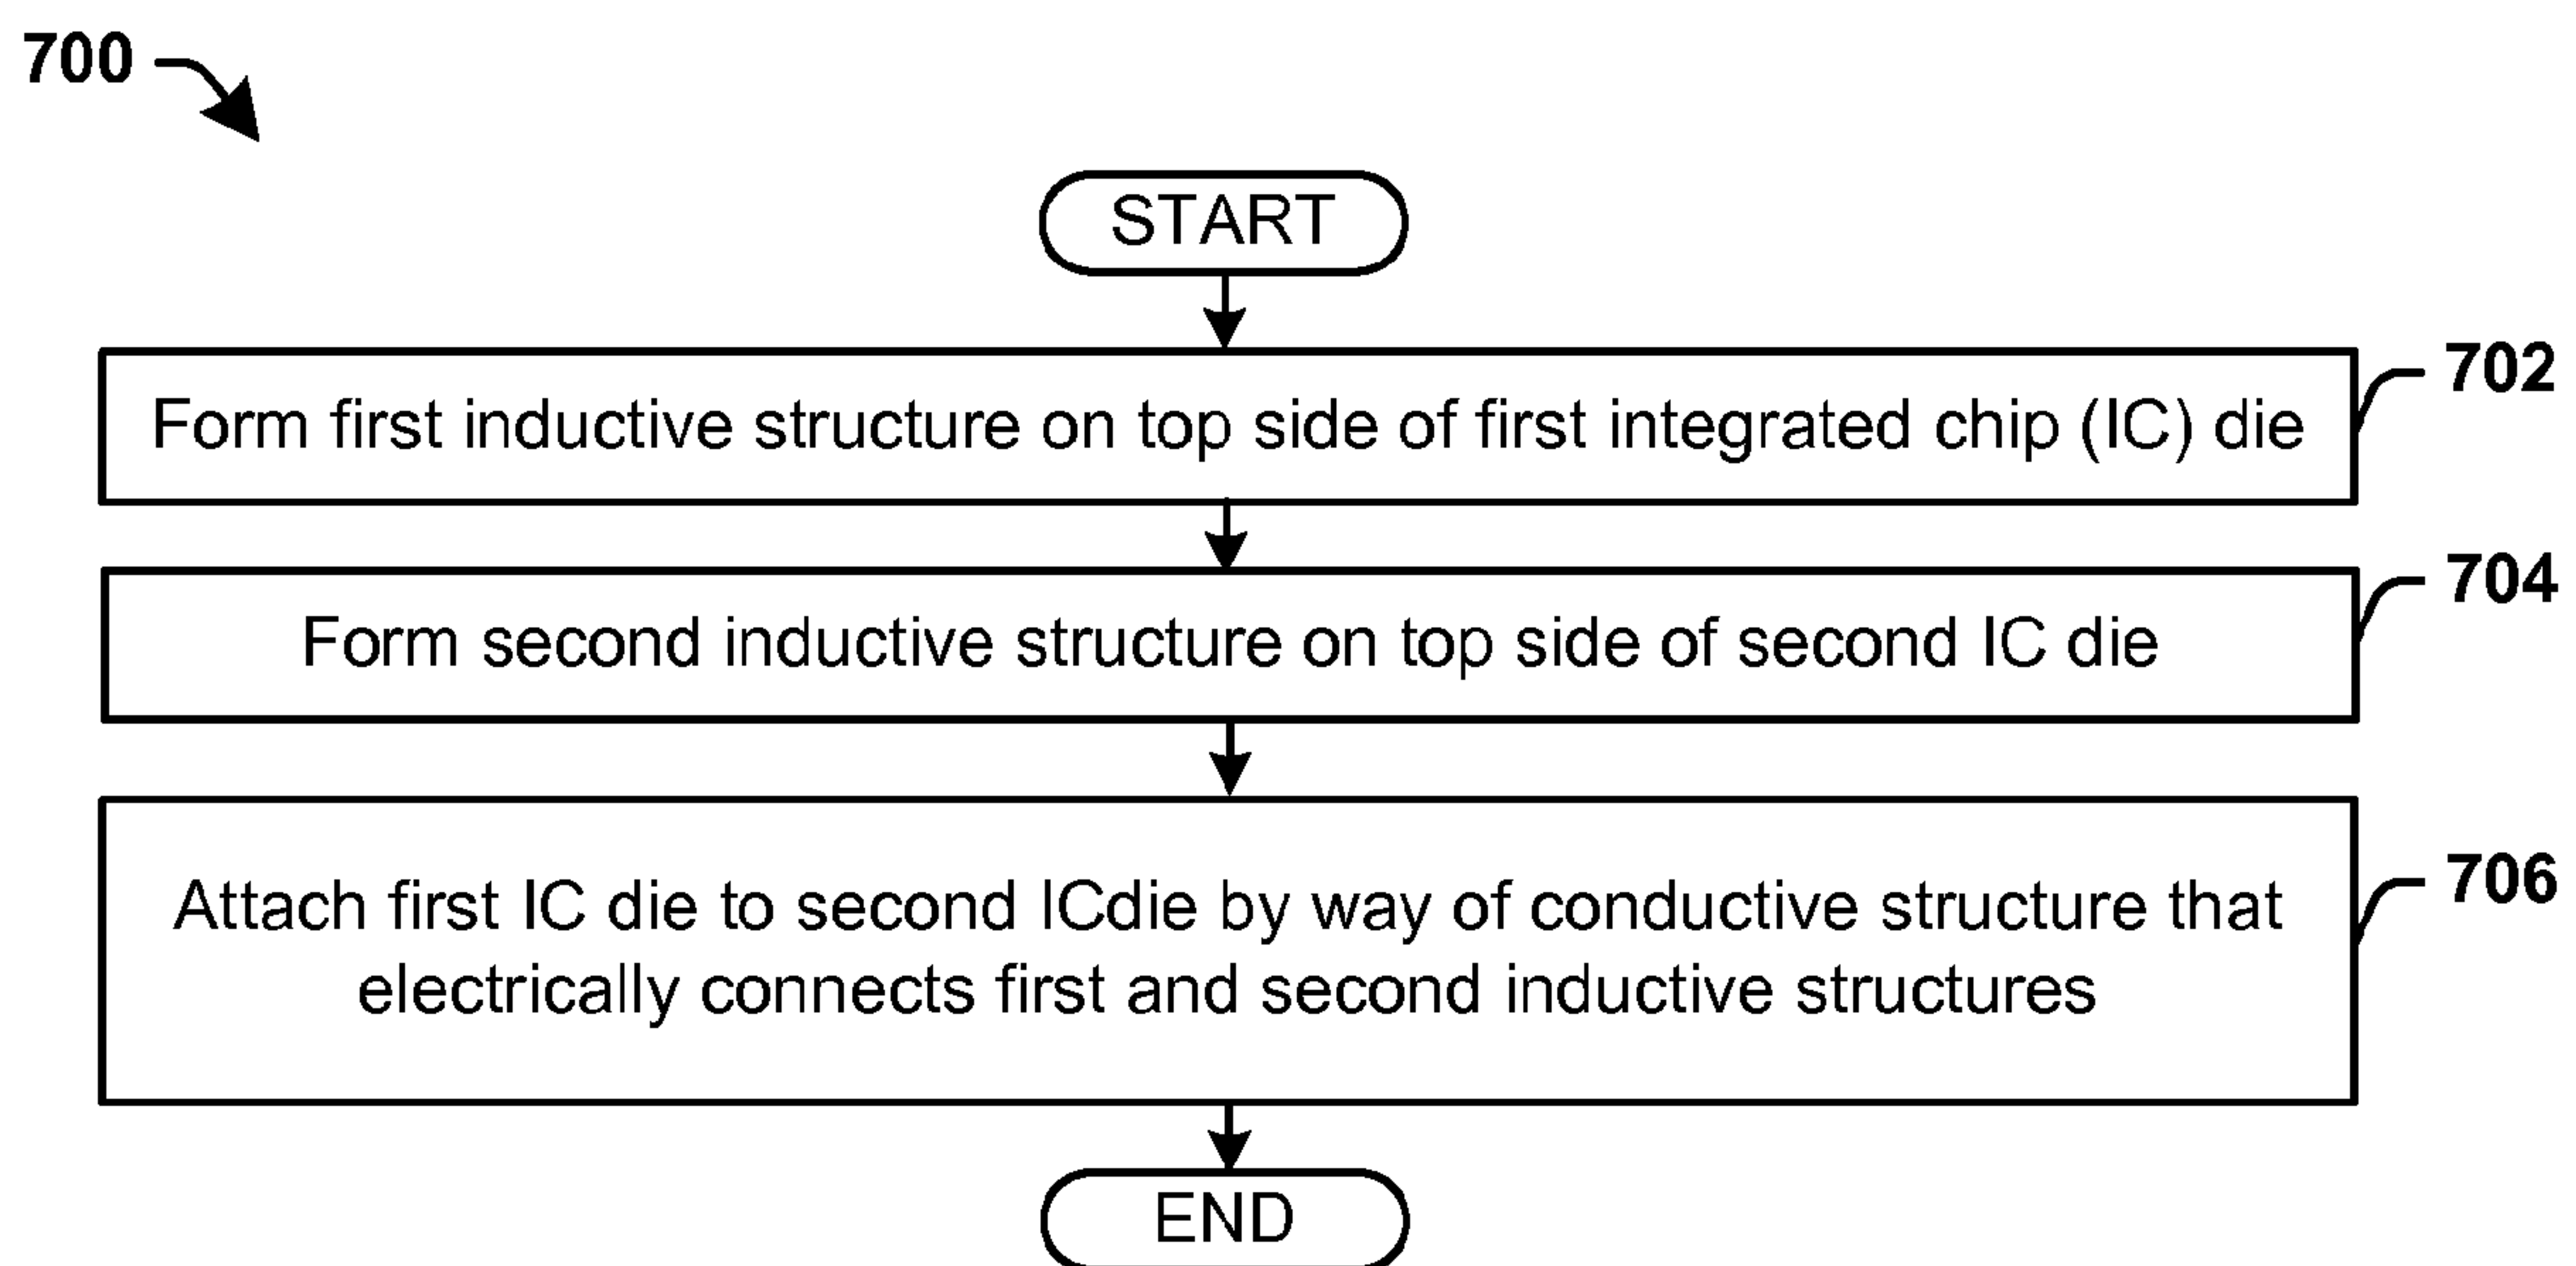 700
START
Form first inductive structure on top side of first integrated chip (IC) die
702
Form second inductive structure on top side of second IC die
704
Attach first IC die to second ICdie by way of conductive structure that
electrically connects first and second inductive structures
706
END